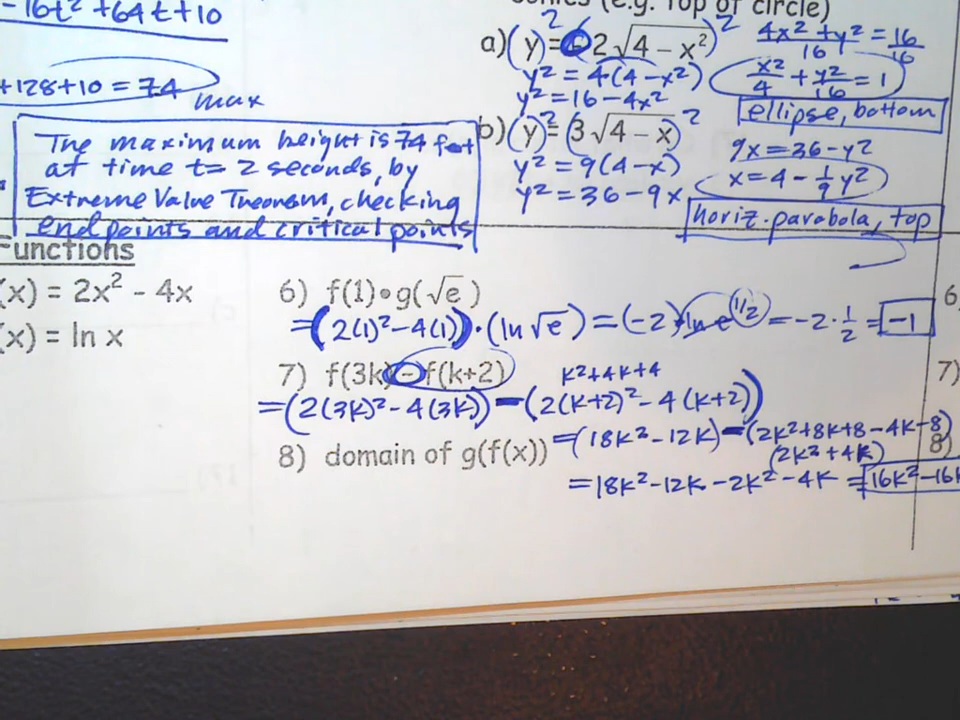 -16t² + 64t + 10
+128+10 = 74 max
The maximum height is 74 feet
at time t = 2 seconds, by
Extreme Value Theorem, checking
endpoints and critical points
(e.g. top of circle)
a) (y)² = (-2√(4 - x²))²
y² = 4(4 - x²)
y² = 16 - 4x²
4x² + y² = 16
16 16
x²/4 + y²/16 = 1
ellipse, bottom
b) (y)² = (3√(4 - x))²
y² = 9(4 - x)
y² = 36 - 9x
9x = 36 - y²
x = 4 - 1/9 y²
horiz. parabola, top
Functions
(x) = 2x² - 4x
(x) = ln x
6) f(1)•g(√e)
= (2(1)² - 4(1)) · (ln √e) = (-2) ln e^(1/2) = -2 · 1/2 = -1
7) f(3k) - f(k+2)
k² + 4k + 4
= (2(3k)² - 4(3k)) - (2(k+2)² - 4(k+2))
= (18k² - 12k) - (2k² + 8k + 8 - 4k - 8)
(2k² + 4k)
= 18k² - 12k - 2k² - 4k = 16k² - 16k
8) domain of g(f(x))
6
7)
8)